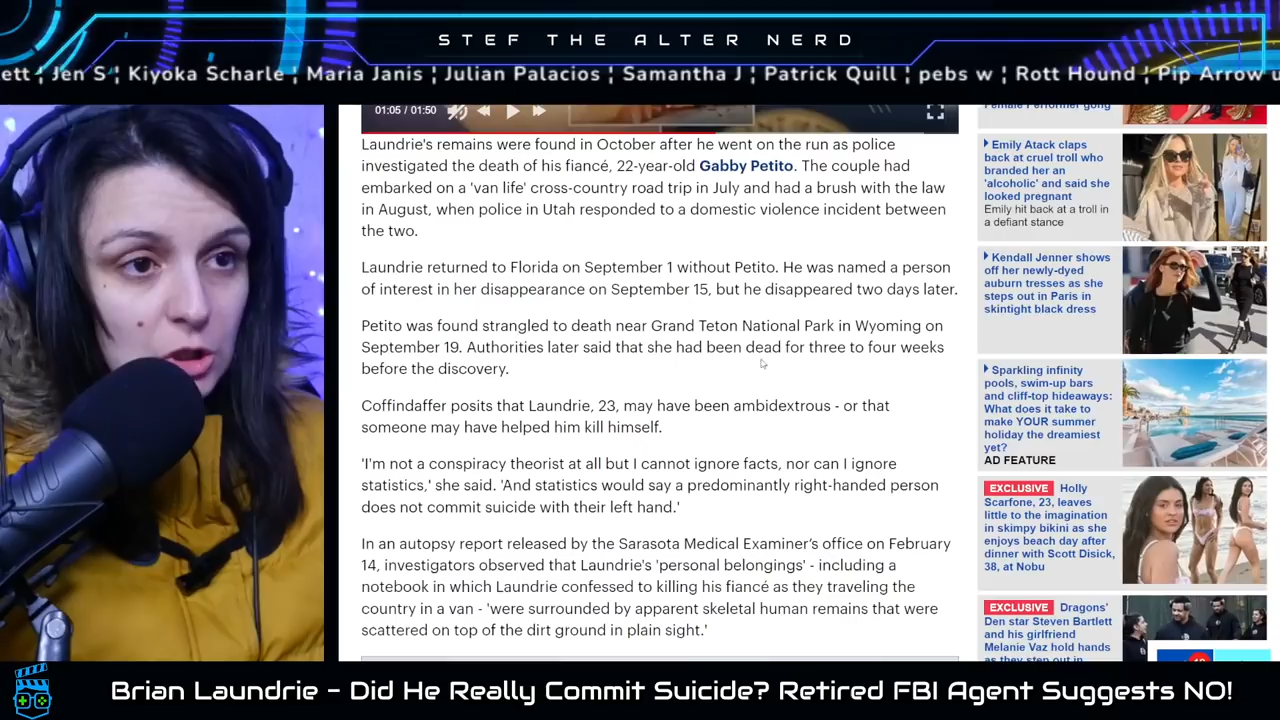 STEF THE ALTER NERD
ett ¦ Jen S ¦ Kiyoka Scharle ¦ Maria Janis ¦ Julian Palacios ¦ Samantha J ¦ Patrick Quill ¦ pebs w ¦ Rott Hound ¦ Pip Arrow u
01:05 / 01:50
Laundrie's remains were found in October after he went on the run as police
investigated the death of his fiancé, 22-year-old Gabby Petito. The couple had
embarked on a 'van life' cross-country road trip in July and had a brush with the law
in August, when police in Utah responded to a domestic violence incident between
the two.
Laundrie returned to Florida on September 1 without Petito. He was named a person
of interest in her disappearance on September 15, but he disappeared two days later.
Petito was found strangled to death near Grand Teton National Park in Wyoming on
September 19. Authorities later said that she had been dead for three to four weeks
before the discovery.
Coffindaffer posits that Laundrie, 23, may have been ambidextrous - or that
someone may have helped him kill himself.
'I'm not a conspiracy theorist at all but I cannot ignore facts, nor can I ignore
statistics,' she said. 'And statistics would say a predominantly right-handed person
does not commit suicide with their left hand.'
In an autopsy report released by the Sarasota Medical Examiner's office on February
14, investigators observed that Laundrie's 'personal belongings' - including a
notebook in which Laundrie confessed to killing his fiancé as they traveling the
country in a van - 'were surrounded by apparent skeletal human remains that were
scattered on top of the dirt ground in plain sight.'
Female Performer gong
Emily Atack claps
back at cruel troll who
branded her an
'alcoholic' and said she
looked pregnant
Emily hit back at a troll in
a defiant stance
Kendall Jenner shows
off her newly-dyed
auburn tresses as she
steps out in Paris in
skintight black dress
Sparkling infinity
pools, swim-up bars
and cliff-top hideaways:
What does it take to
make YOUR summer
holiday the dreamiest
yet?
AD FEATURE
EXCLUSIVE Holly
Scarfone, 23, leaves
little to the imagination
in skimpy bikini as she
enjoys beach day after
dinner with Scott Disick,
38, at Nobu
EXCLUSIVE Dragons'
Den star Steven Bartlett
and his girlfriend
Melanie Vaz hold hands
as they step out in
Brian Laundrie - Did He Really Commit Suicide? Retired FBI Agent Suggests NO!